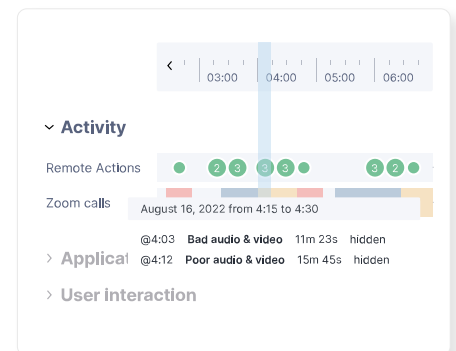 03:00 04:00 05:00 06:00
Activity
Remote Actions 2 3 3 3 3 2
Zoom calls
August 16, 2022 from 4:15 to 4:30
@4:03 Bad audio & video 11m 23s hidden
Applicat @4:12 Poor audio & video 15m 45s hidden
User interaction